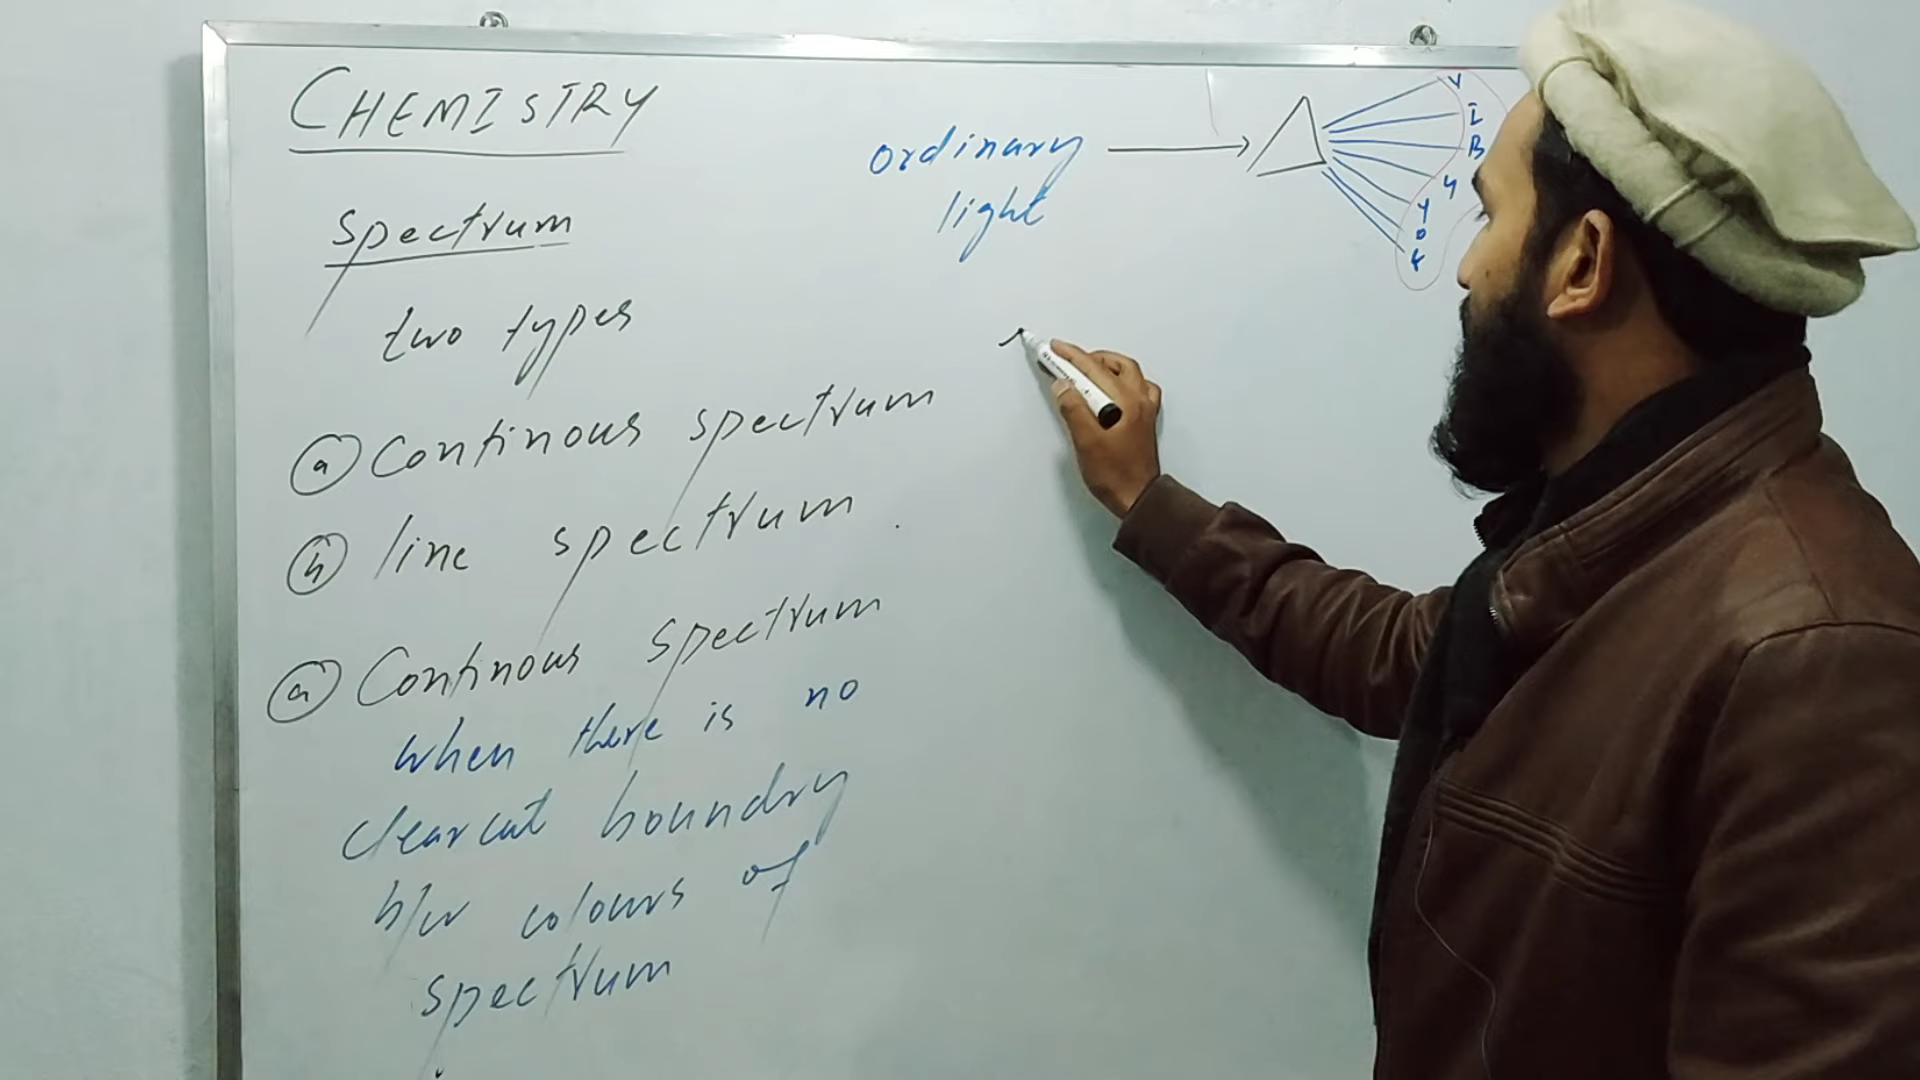 CHEMISTRY
spectrum
two types
(a) Continous spectrum
(b) line spectrum
(a) Continous spectrum
when there is no
clearcut boundry
b/w colours of
spectrum
ordinary
light
V
I
B
G
Y
O
R